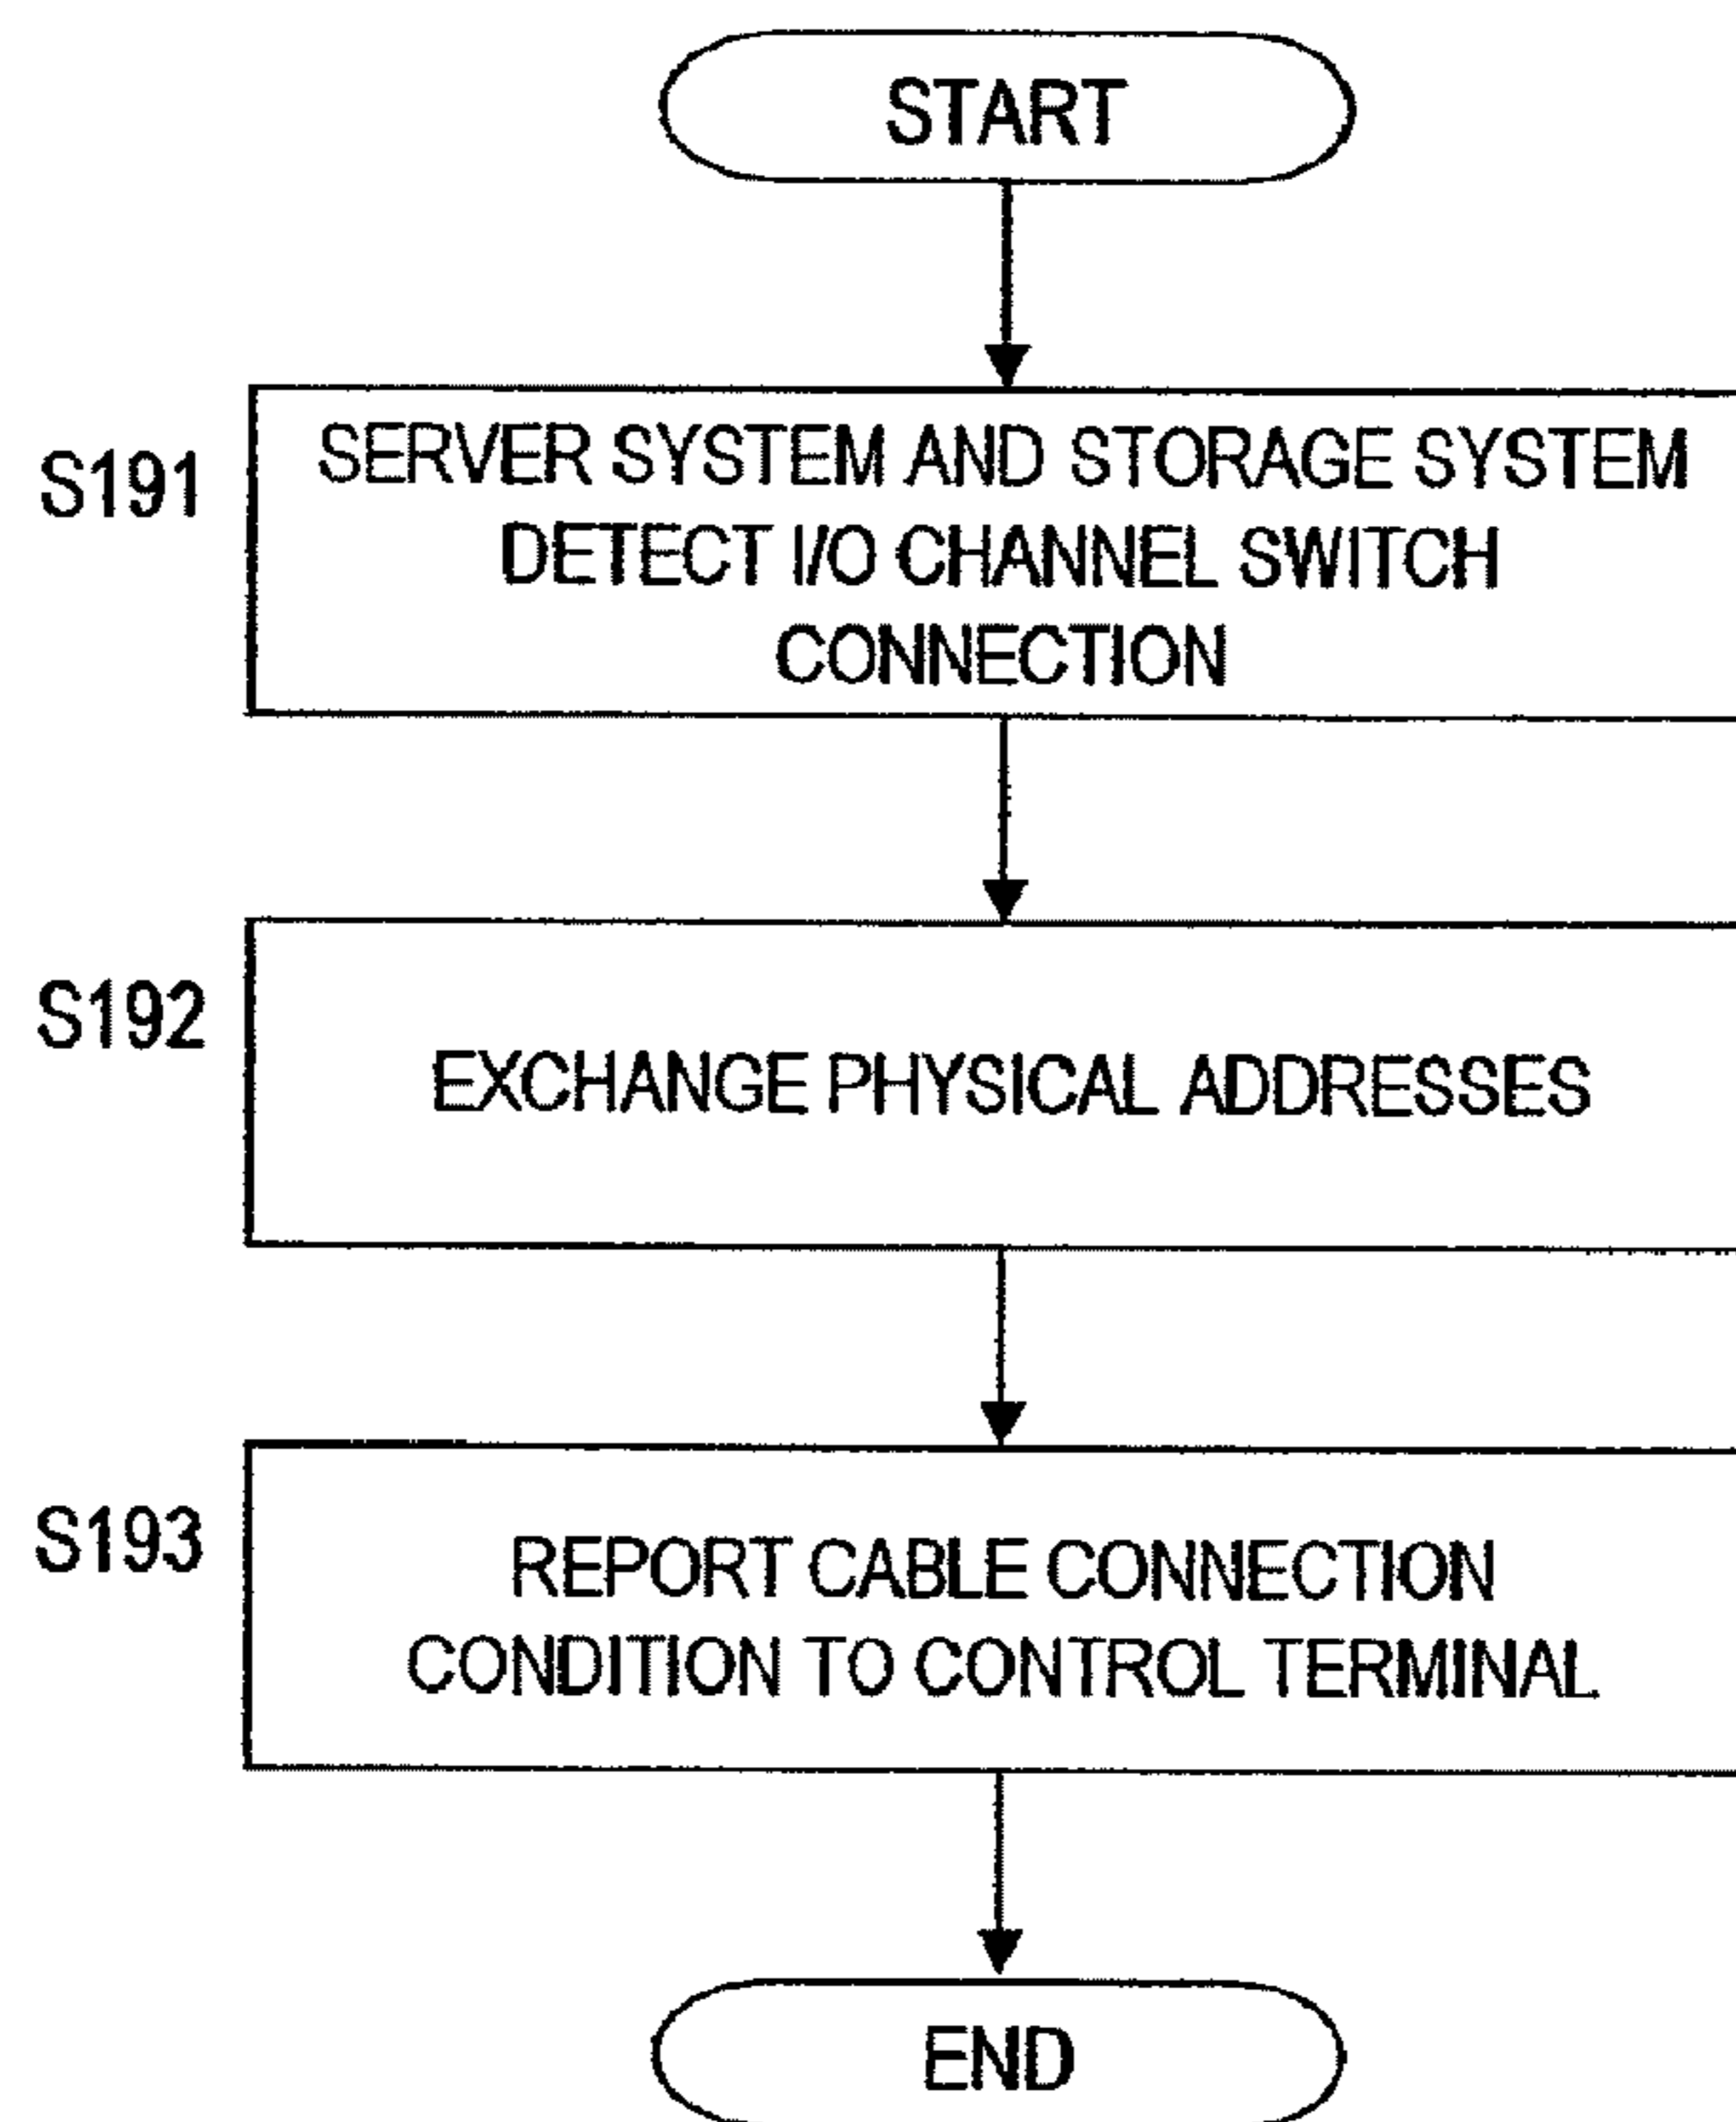 START
S191
SERVER SYSTEM AND STORAGE SYSTEM
DETECT I/O CHANNEL SWITCH
CONNECTION
S192
EXCHANGE PHYSICAL ADDRESSES
S193
REPORT CABLE CONNECTION
CONDITION TO CONTROL TERMINAL
END